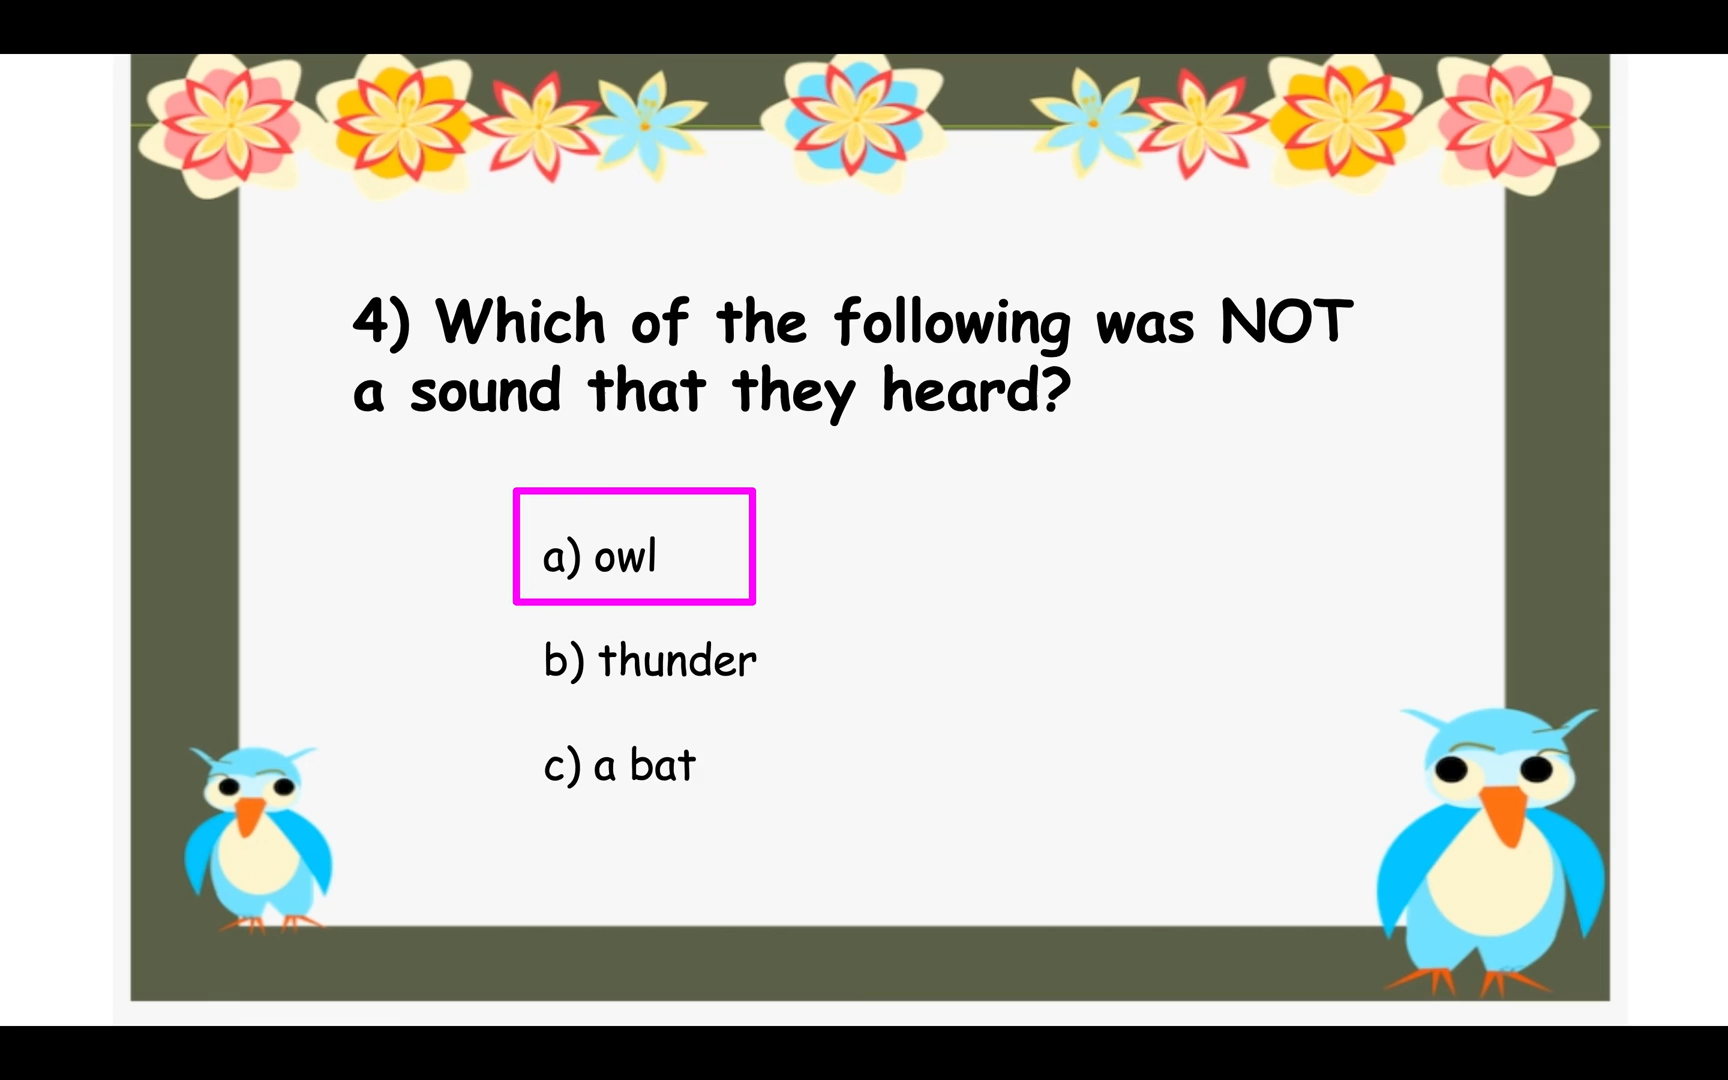 4) Which of the following was NOT
a sound that they heard?
a) owl
b) thunder
c) a bat